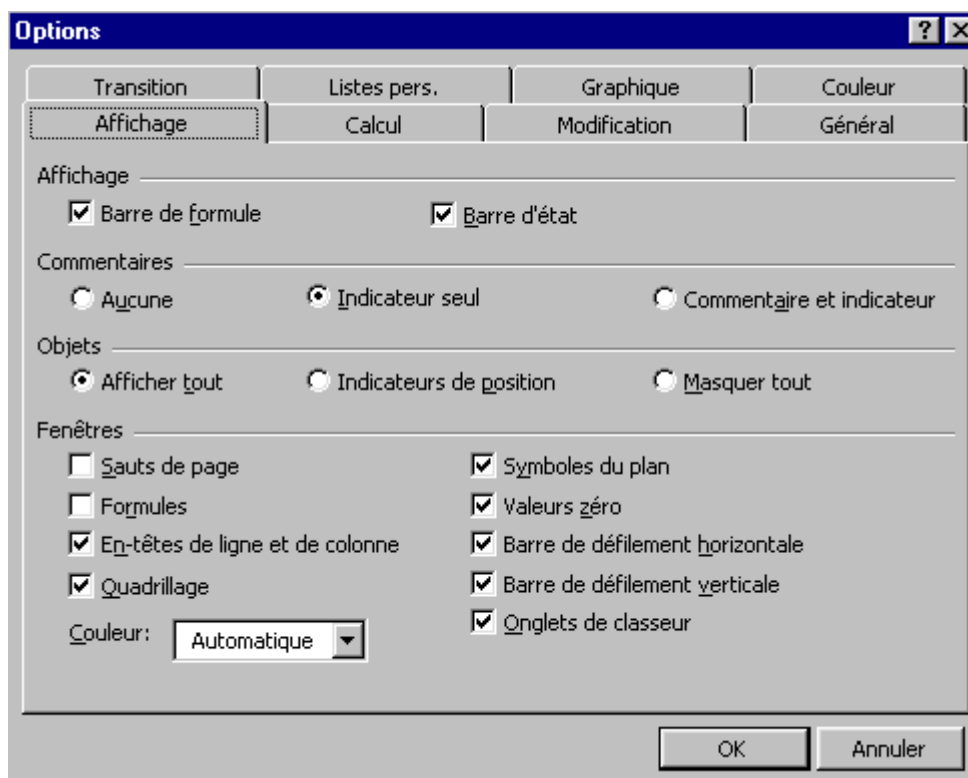 Options
Transition Listes pers. Graphique Couleur
Affichage Calcul Modification Général
Affichage
Barre de formule Barre d'état
Commentaires
Aucune Indicateur seul Commentaire et indicateur
Objets
Afficher tout Indicateurs de position Masquer tout
Fenêtres
Sauts de page Symboles du plan
Formules Valeurs zéro
En-têtes de ligne et de colonne Barre de défilement horizontale
Quadrillage Barre de défilement verticale
Couleur: Automatique Onglets de classeur
OK Annuler